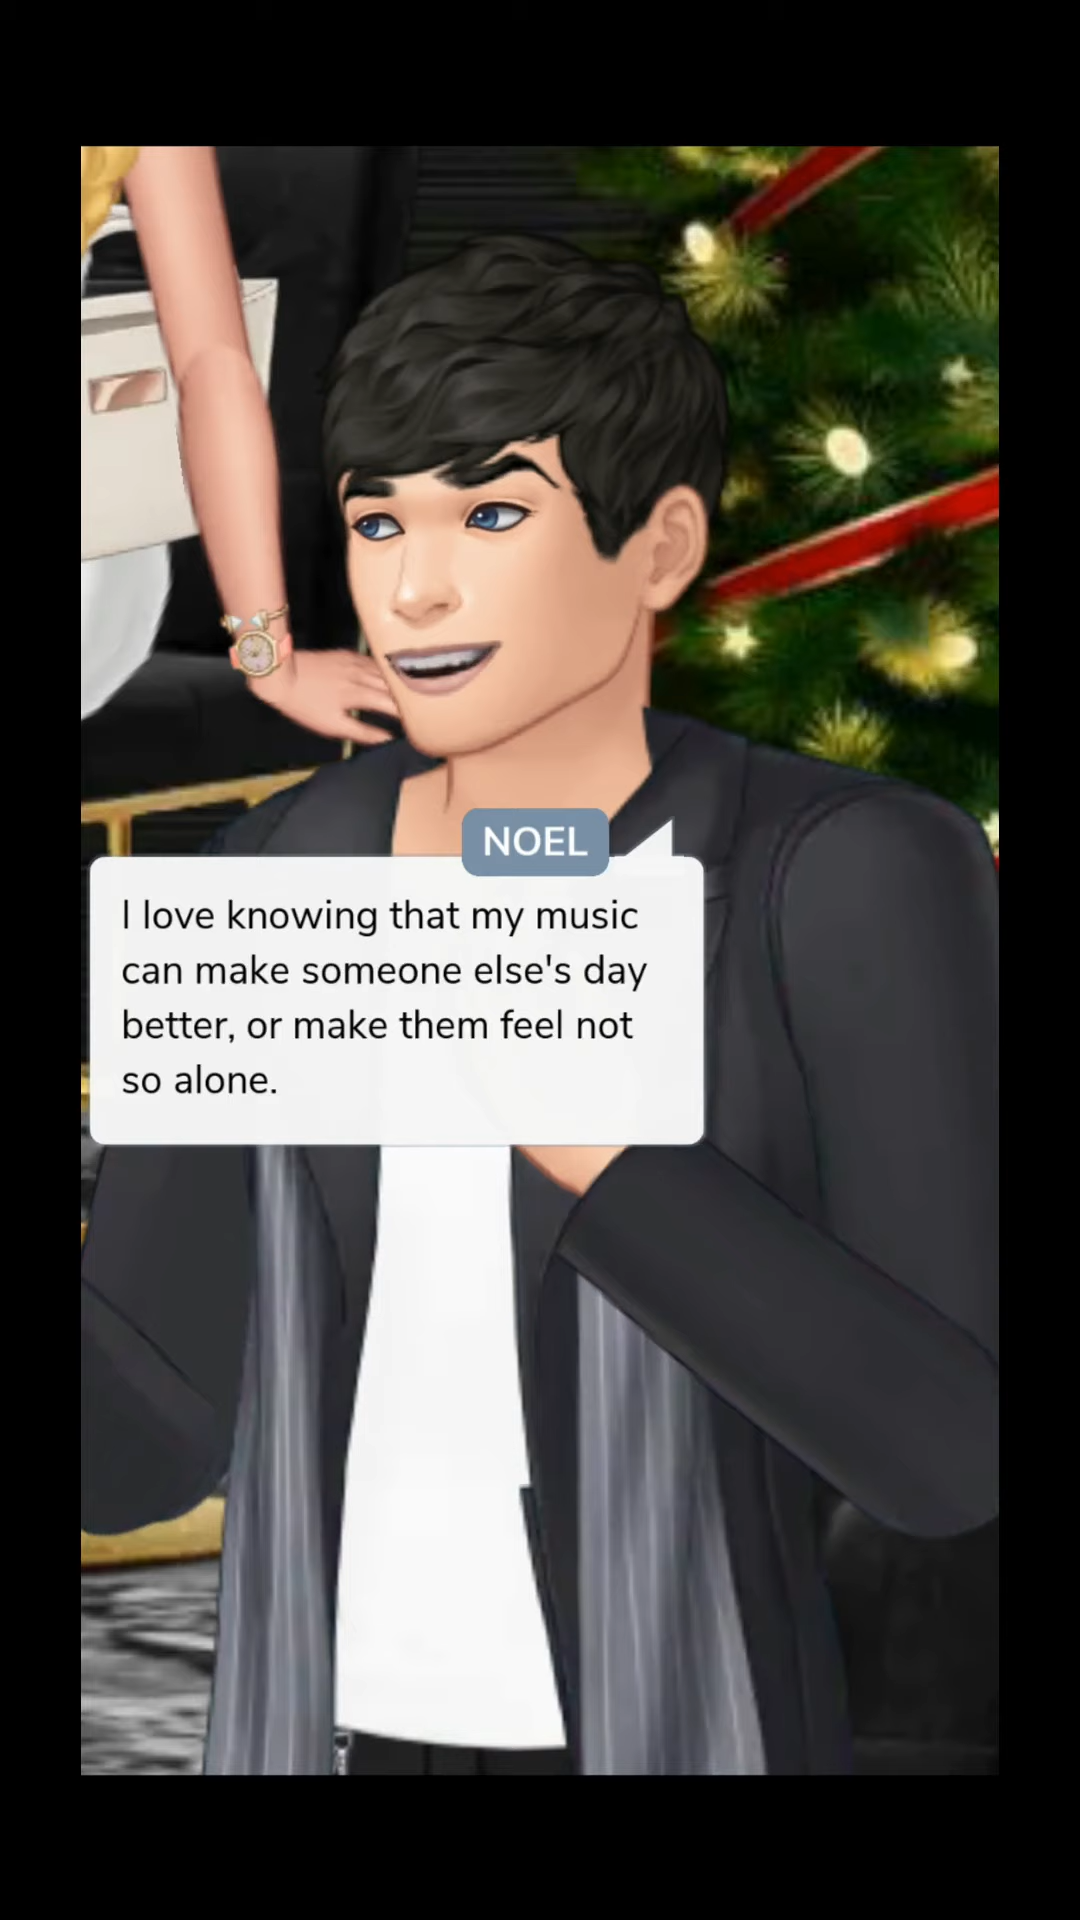 NOEL
I love knowing that my music
can make someone else's day
better, or make them feel not
so alone.